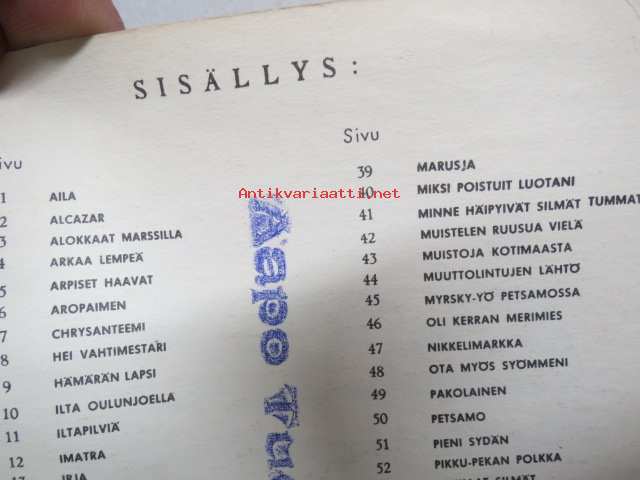 SISÄLLYS:
Sivu
1 AILA
2 ALCAZAR
3 ALOKKAAT MARSSILLA
4 ARKAA LEMPEÄ
5 ARPISET HAAVAT
6 AROPAIMEN
7 CHRYSANTEEMI
8 HEI VAHTIMESTARI
9 HÄMÄRÄN LAPSI
10 ILTA OULUNJOELLA
11 ILTAPILVIÄ
12 IMATRA
IRJA
Sivu
39 MARUSJA
40 MIKSI POISTUIT LUOTANI
41 MINNE HÄIPYIVÄT SILMÄT TUMMAT
42 MUISTELEN RUUSUA VIELÄ
43 MUISTOJA KOTIMAASTA
44 MUUTTOLINTUJEN LÄHTÖ
45 MYRSKY-YÖ PETSAMOSSA
46 OLI KERRAN MERIMIES
47 NIKKELIMARKKA
48 OTA MYÖS SYÖMMENI
49 PAKOLAINEN
50 PETSAMO
51 PIENI SYDÄN
52 PIKKU-PEKAN POLKKA
Antikvariaatti.net
Aapo